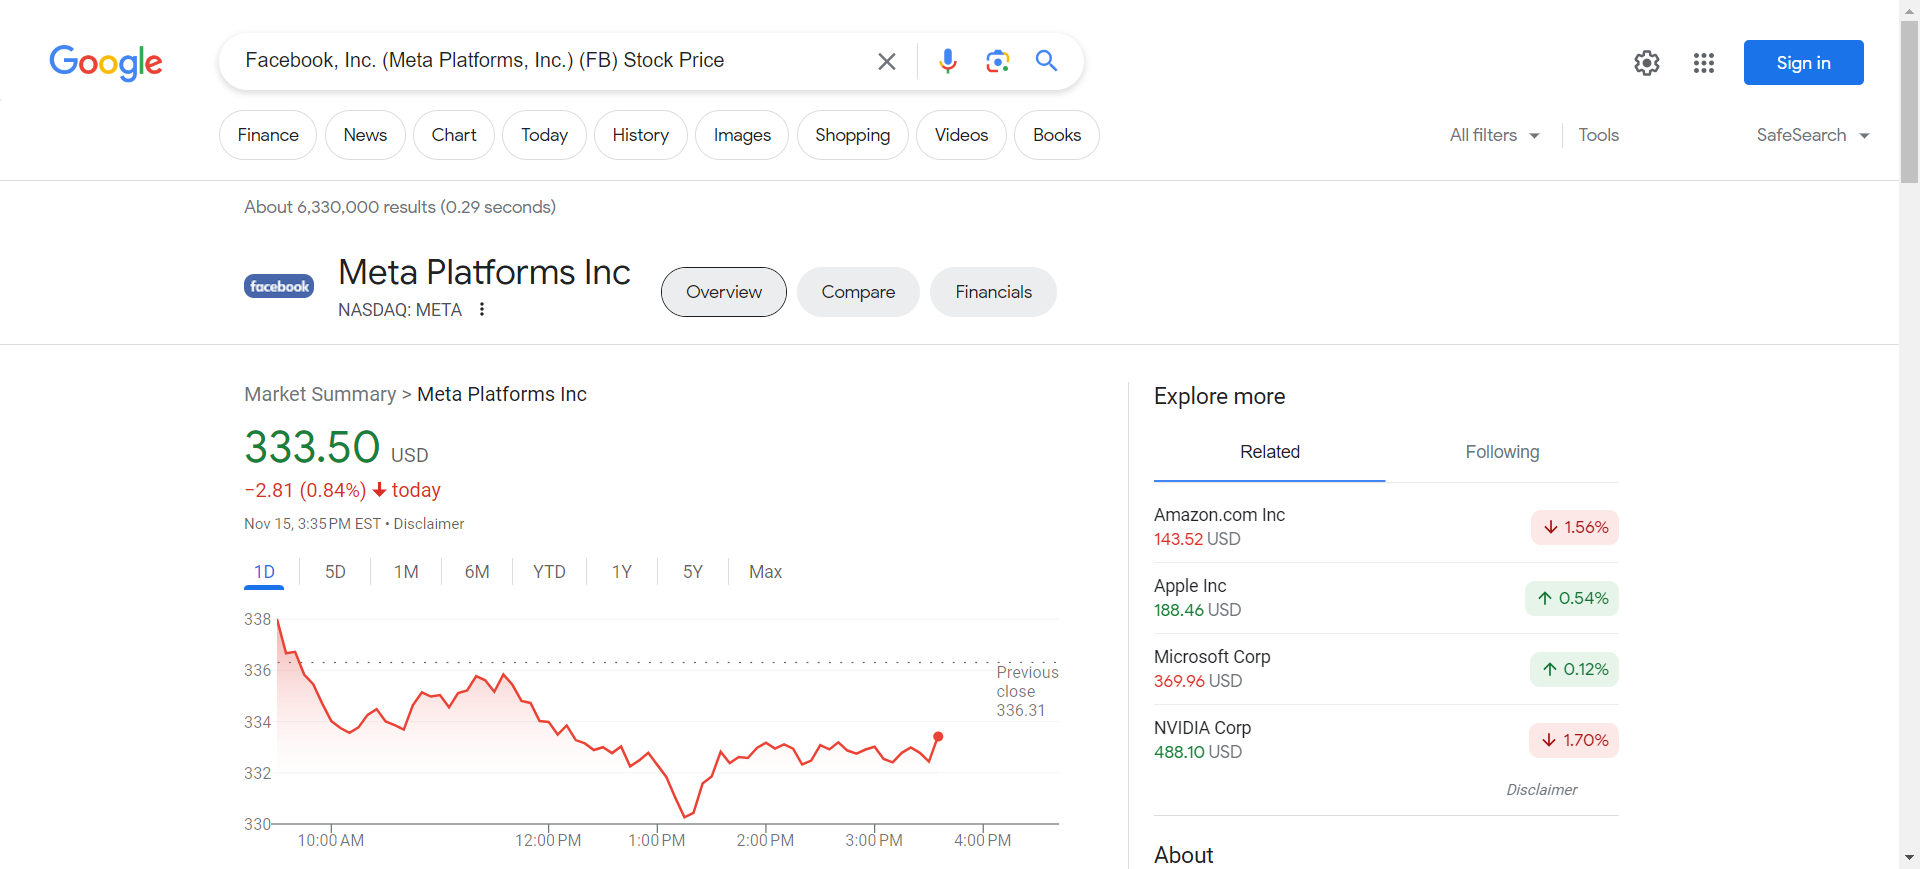 Google
Facebook, Inc. (Meta Platforms, Inc.) (FB) Stock Price
Sign in
Finance News Chart Today History Images Shopping Videos Books
All filters Tools SafeSearch
About 6,330,000 results (0.29 seconds)
facebook
Meta Platforms Inc
NASDAQ: META
Overview Compare Financials
Market Summary > Meta Platforms Inc
333.50 USD
−2.81 (0.84%) today
Nov 15, 3:35 PM EST • Disclaimer
1D 5D 1M 6M YTD 1Y 5Y Max
338
336
334
332
330
Previous
close
336.31
10:00 AM 12:00 PM 1:00 PM 2:00 PM 3:00 PM 4:00 PM
Explore more
Related Following
Amazon.com Inc
143.52 USD
1.56%
Apple Inc
188.46 USD
0.54%
Microsoft Corp
369.96 USD
0.12%
NVIDIA Corp
488.10 USD
1.70%
Disclaimer
About